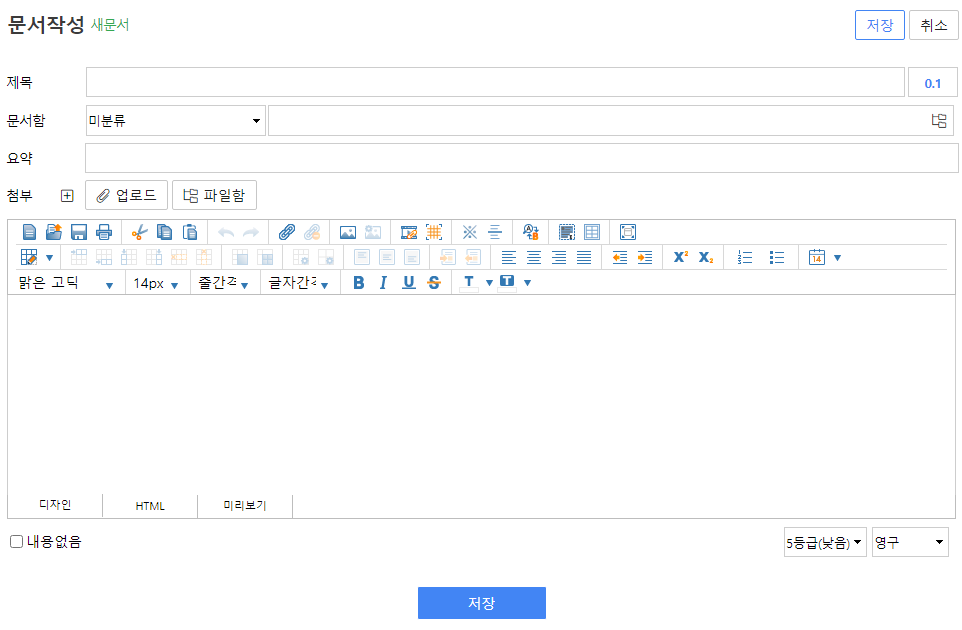 문서작성 새문서 저장 취소
제목 0.1
문서함 미분류
요약
첨부 업로드 파일함
맑은 고딕 14px 줄간격 글자간격 B I U S T T
디자인 HTML 미리보기
내용없음 5등급(낮음) 영구
저장